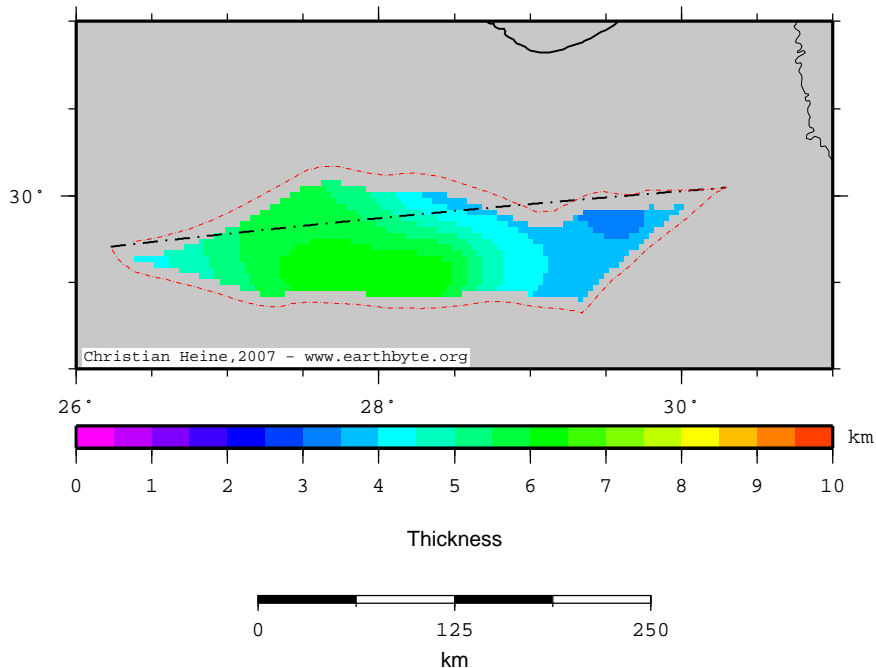 30°
Christian Heine,2007 - www.earthbyte.org
26° 28° 30°
km
0 1 2 3 4 5 6 7 8 9 10
Thickness
0 125 250
km